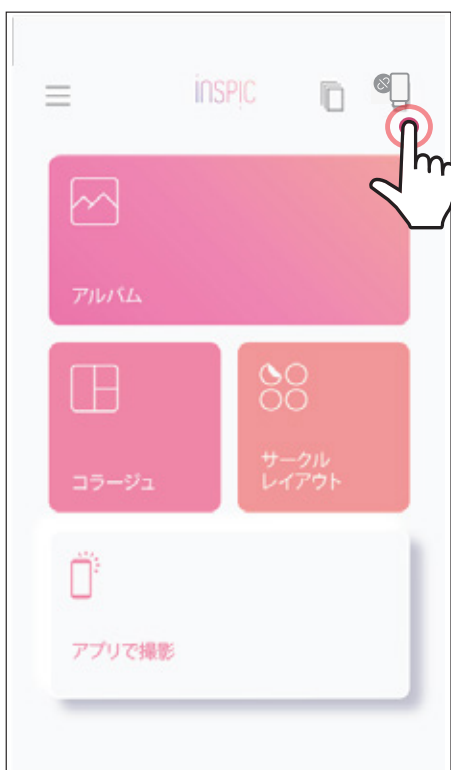 inspic
アルバム
コラージュ
サークル
レイアウト
アプリで撮影